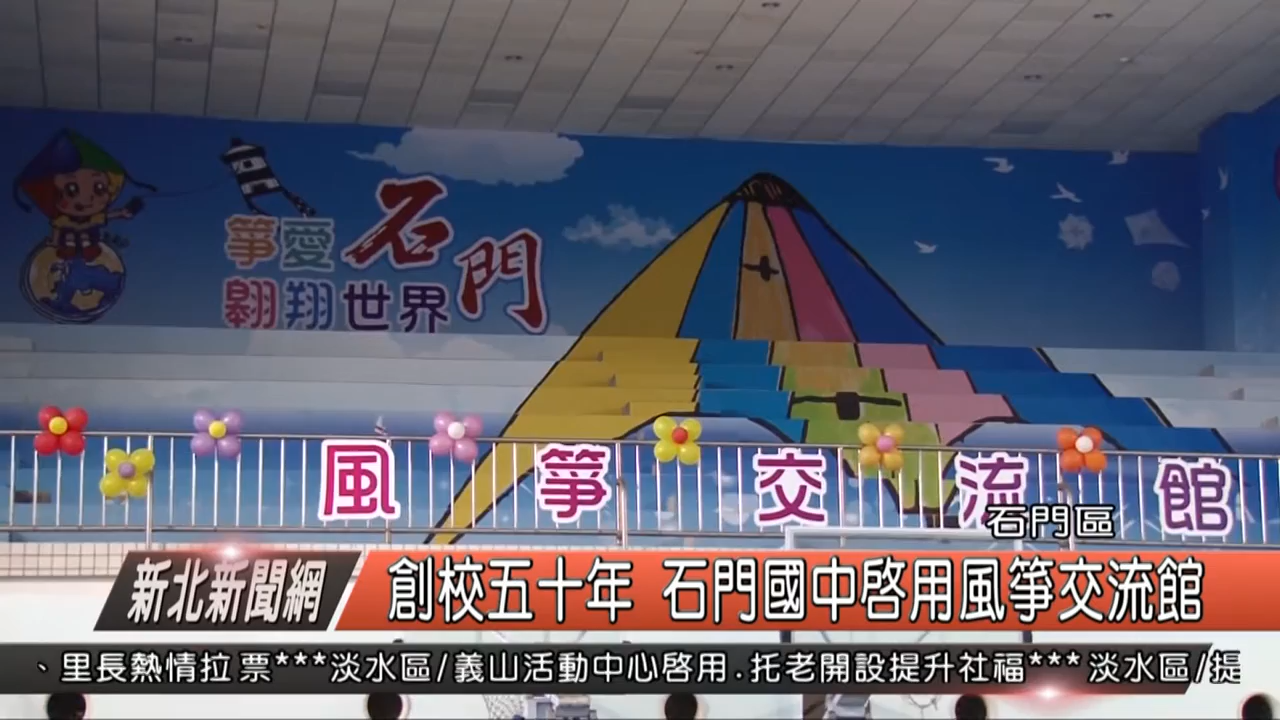 箏愛石門
翱翔世界
風箏交流館
石門區
新北新聞網
創校五十年 石門國中啓用風箏交流館
、里長熱情拉票***淡水區/義山活動中心啓用.托老開設提升社福***淡水區/提